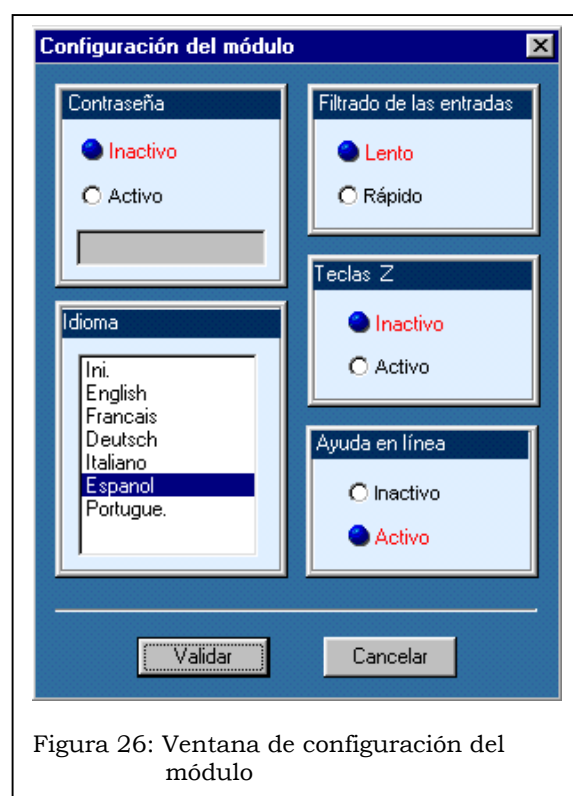 Configuración del módulo
Contraseña
Inactivo
Activo
Idioma
Ini.
English
Francais
Deutsch
Italiano
Espanol
Portugue.
Filtrado de las entradas
Lento
Rápido
Teclas Z
Inactivo
Activo
Ayuda en línea
Inactivo
Activo
Validar
Cancelar
Figura 26: Ventana de configuración del
módulo